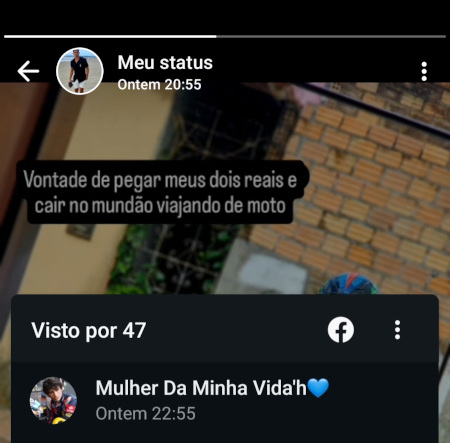 Meu status
Ontem 20:55
Vontade de pegar meus dois reais e
cair no mundão viajando de moto
Visto por 47
Mulher Da Minha Vida'h💙
Ontem 22:55